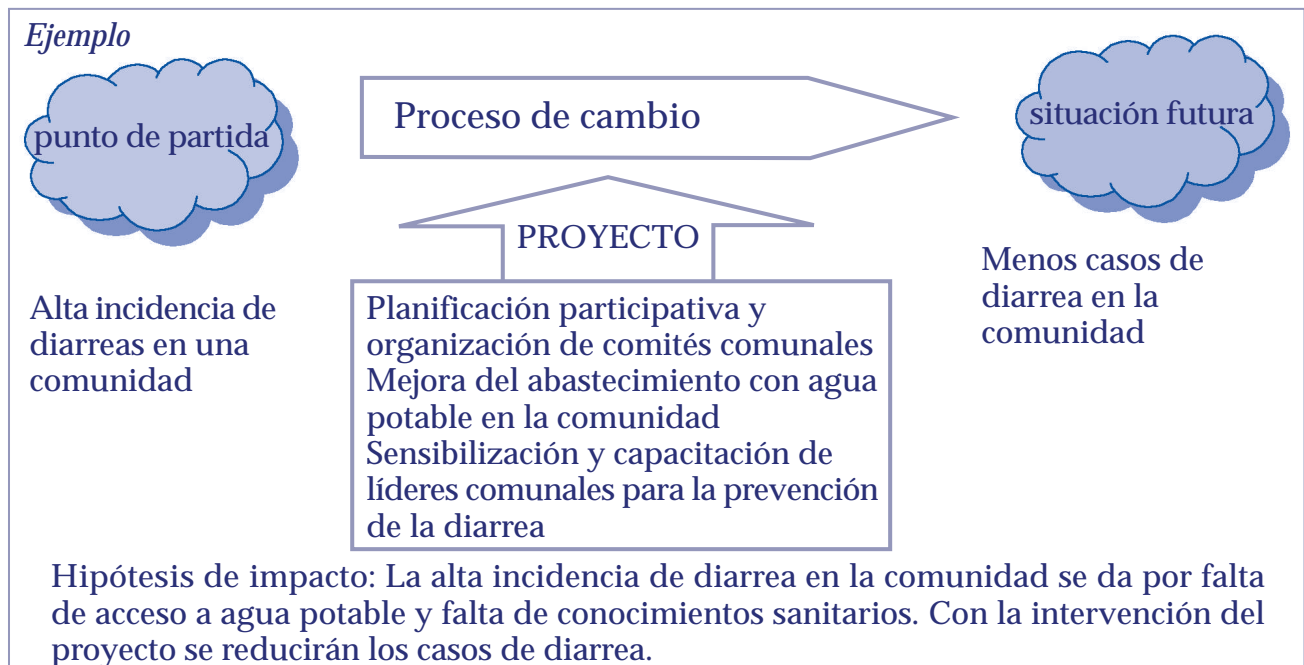 Ejemplo
punto de partida
Proceso de cambio
situación futura
PROYECTO
Alta incidencia de
diarreas en una
comunidad
Planificación participativa y
organización de comités comunales
Mejora del abastecimiento con agua
potable en la comunidad
Sensibilización y capacitación de
líderes comunales para la prevención
de la diarrea
Menos casos de
diarrea en la
comunidad
Hipótesis de impacto: La alta incidencia de diarrea en la comunidad se da por falta
de acceso a agua potable y falta de conocimientos sanitarios. Con la intervención del
proyecto se reducirán los casos de diarrea.